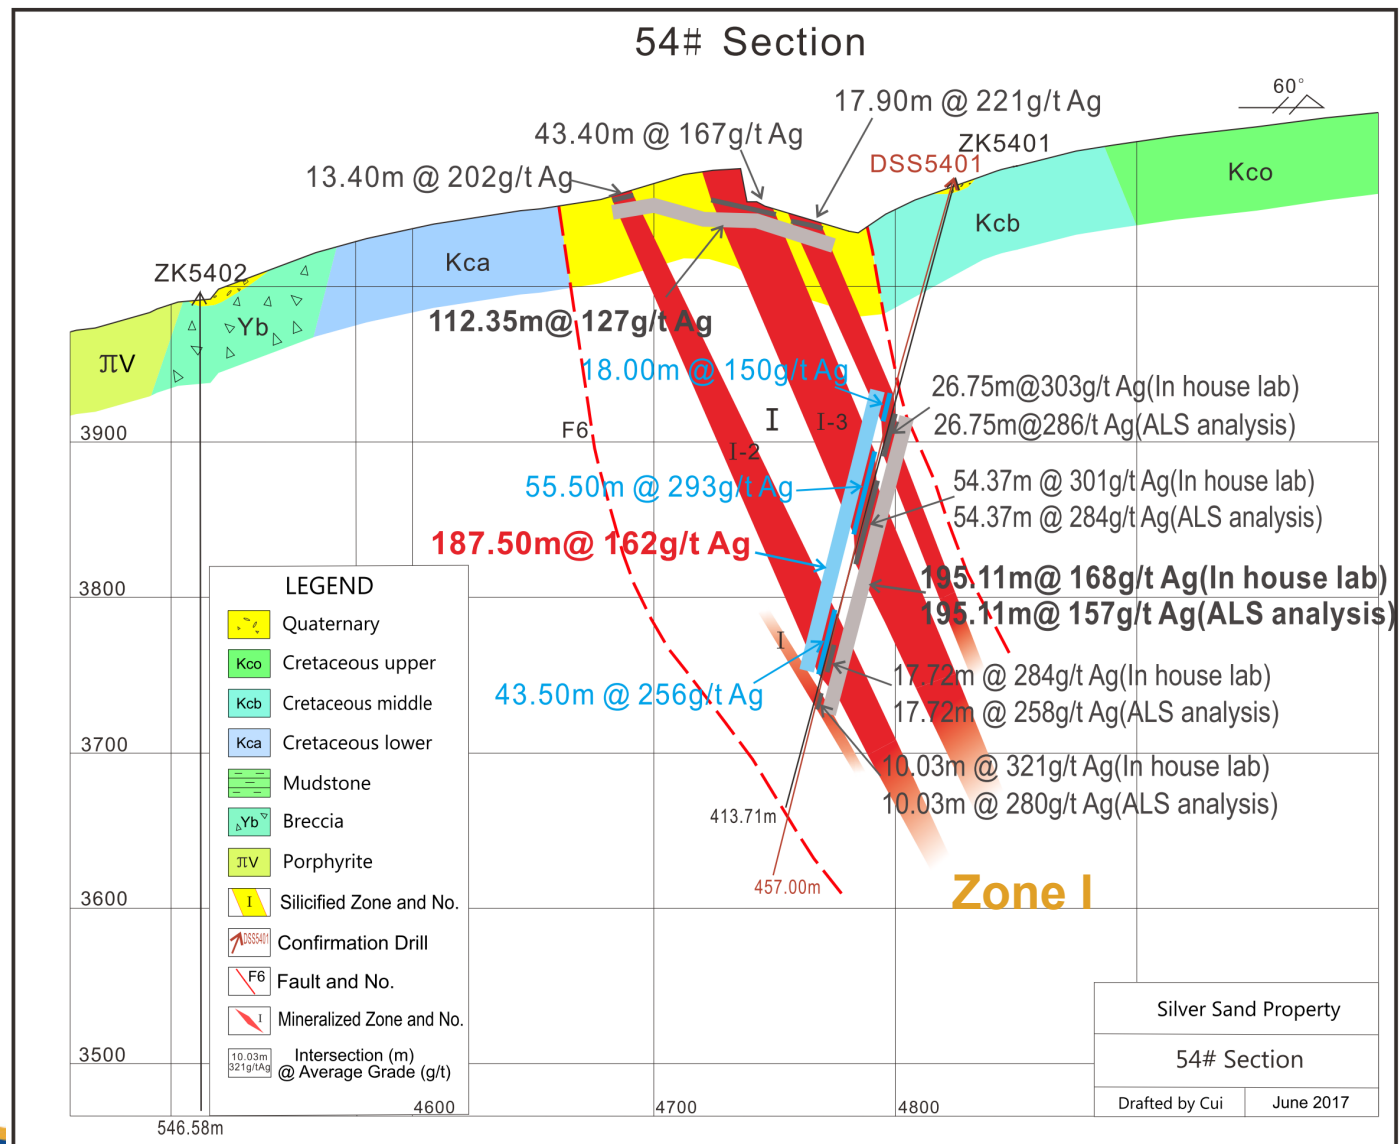 54# Section
60°
17.90m @ 221g/t Ag
43.40m @ 167g/t Ag
ZK5401
DSS5401
13.40m @ 202g/t Ag
Kco
Kcb
Kca
ZK5402
Yb
πV
112.35m@ 127g/t Ag
18.00m @ 150g/t Ag
26.75m@303g/t Ag(In house lab)
26.75m@286/t Ag(ALS analysis)
3900
F6
I
I-3
I-2
55.50m @ 293g/t Ag
54.37m @ 301g/t Ag(In house lab)
54.37m @ 284g/t Ag(ALS analysis)
187.50m@ 162g/t Ag
195.11m@ 168g/t Ag(In house lab)
195.11m@ 157g/t Ag(ALS analysis)
3800
I
17.72m @ 284g/t Ag(In house lab)
17.72m @ 258g/t Ag(ALS analysis)
43.50m @ 256g/t Ag
3700
10.03m @ 321g/t Ag(In house lab)
10.03m @ 280g/t Ag(ALS analysis)
413.71m
457.00m
Zone I
3600
3500
LEGEND
Quaternary
Kco Cretaceous upper
Kcb Cretaceous middle
Kca Cretaceous lower
Mudstone
Yb Breccia
πV Porphyrite
I Silicified Zone and No.
DSS5401 Confirmation Drill
F6 Fault and No.
I Mineralized Zone and No.
10.03m
321g/tAg
Intersection (m)
@ Average Grade (g/t)
4600
4700
4800
546.58m
Silver Sand Property
54# Section
Drafted by Cui
June 2017